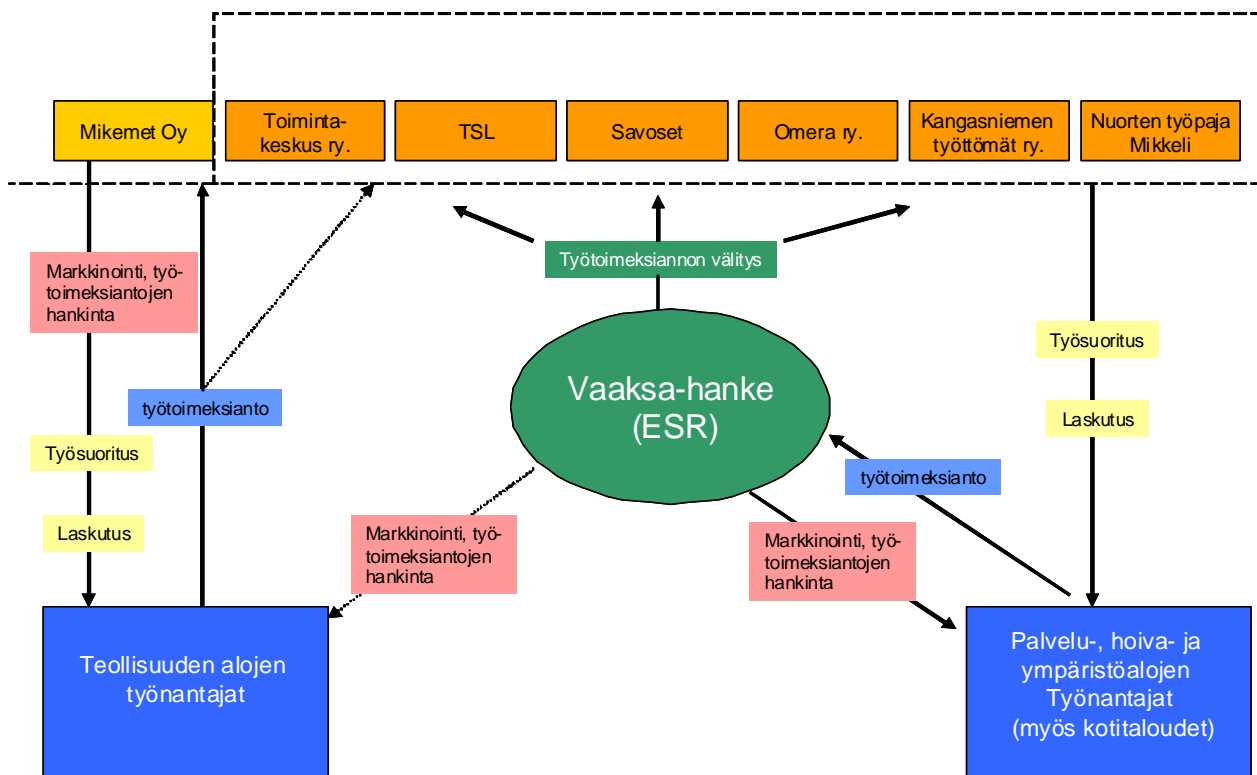 Mikemet Oy
Toiminta-
keskus ry.
TSL
Savoset
Omera ry.
Kangasniemen
työttömät ry.
Nuorten työpaja
Mikkeli
Työtoimeksiannon välitys
Markkinointi, työ-
toimeksiantojen
hankinta
Työsuoritus
Laskutus
työtoimeksianto
Vaaksa-hanke
(ESR)
Työsuoritus
Laskutus
työtoimeksianto
Markkinointi, työ-
toimeksiantojen
hankinta
Markkinointi, työ-
toimeksiantojen
hankinta
Teollisuuden alojen
työnantajat
Palvelu-, hoiva- ja
ympäristöalojen
Työnantajat
(myös kotitaloudet)